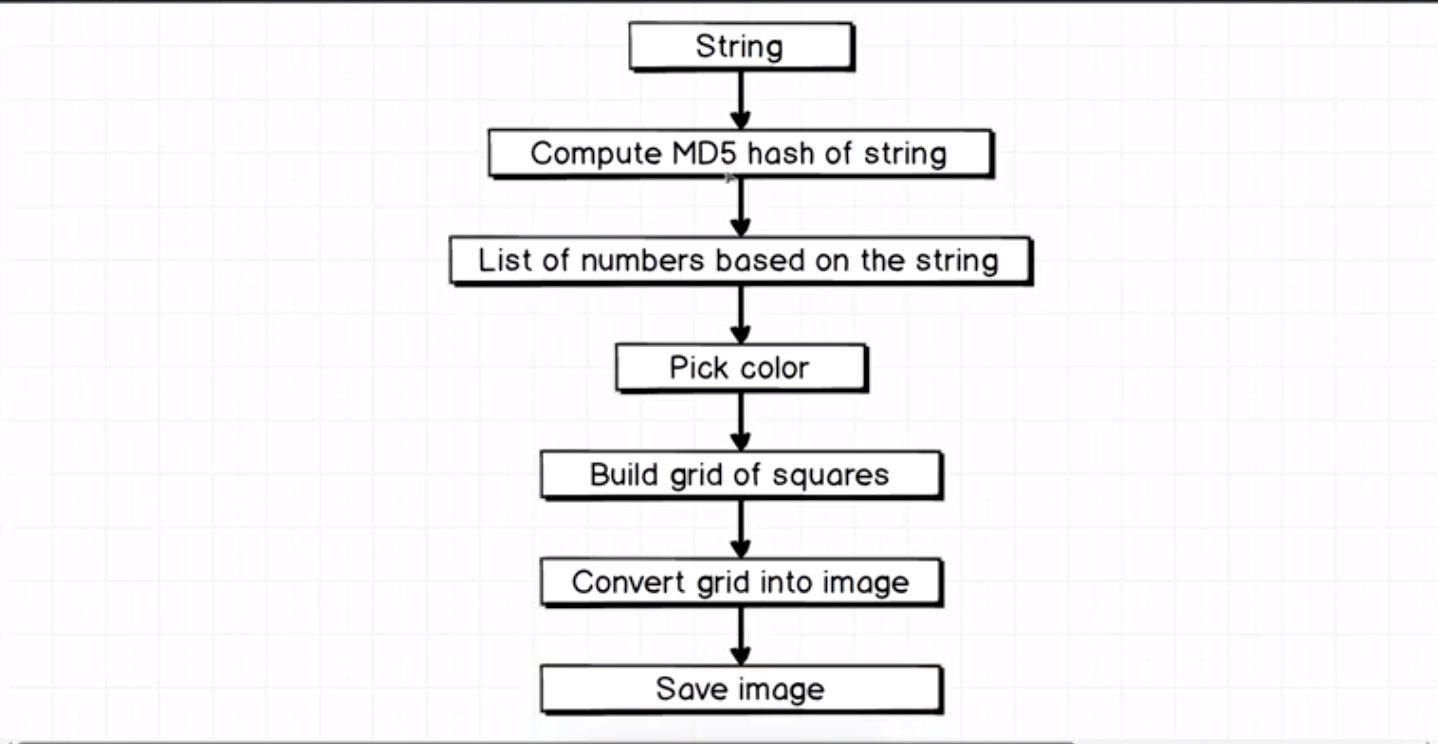 String
Compute MD5 hash of string
List of numbers based on the string
Pick color
Build grid of squares
Convert grid into image
Save image